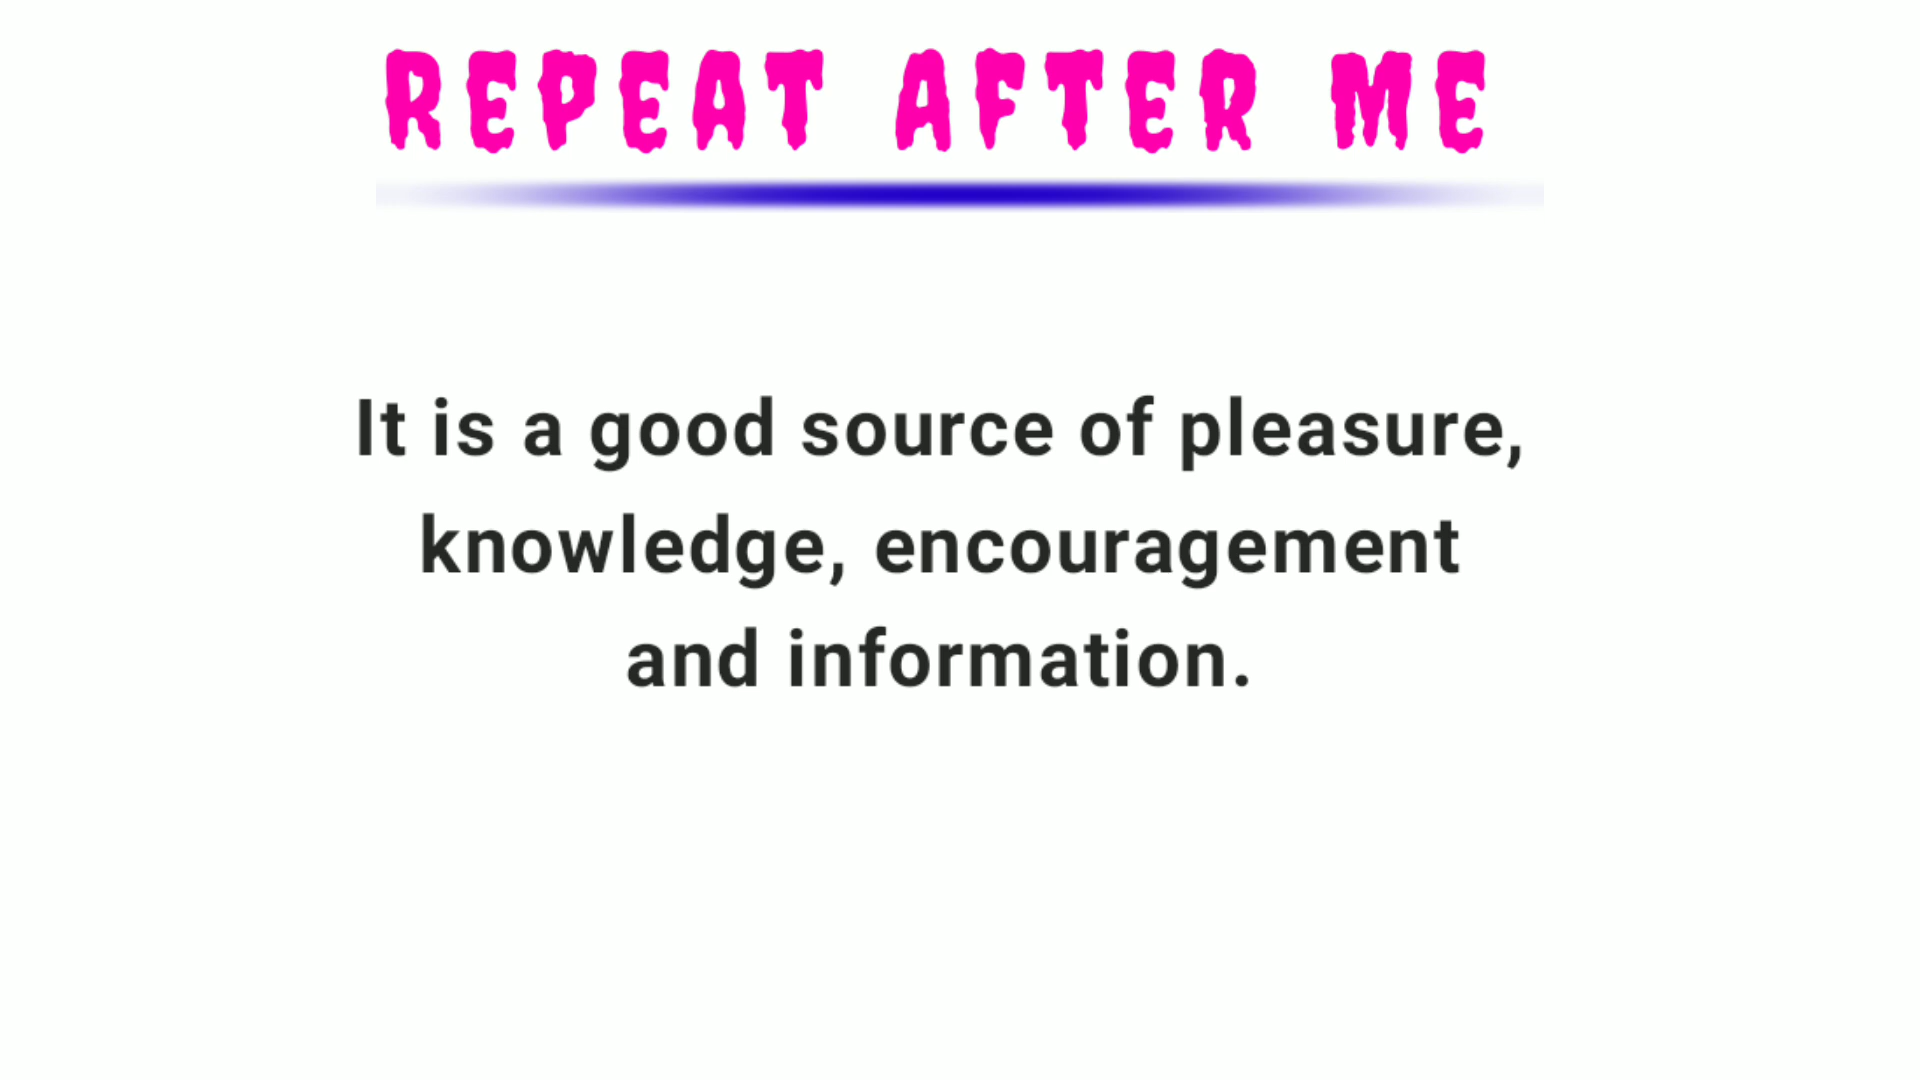 REPEAT AFTER ME
It is a good source of pleasure,
knowledge, encouragement
and information.